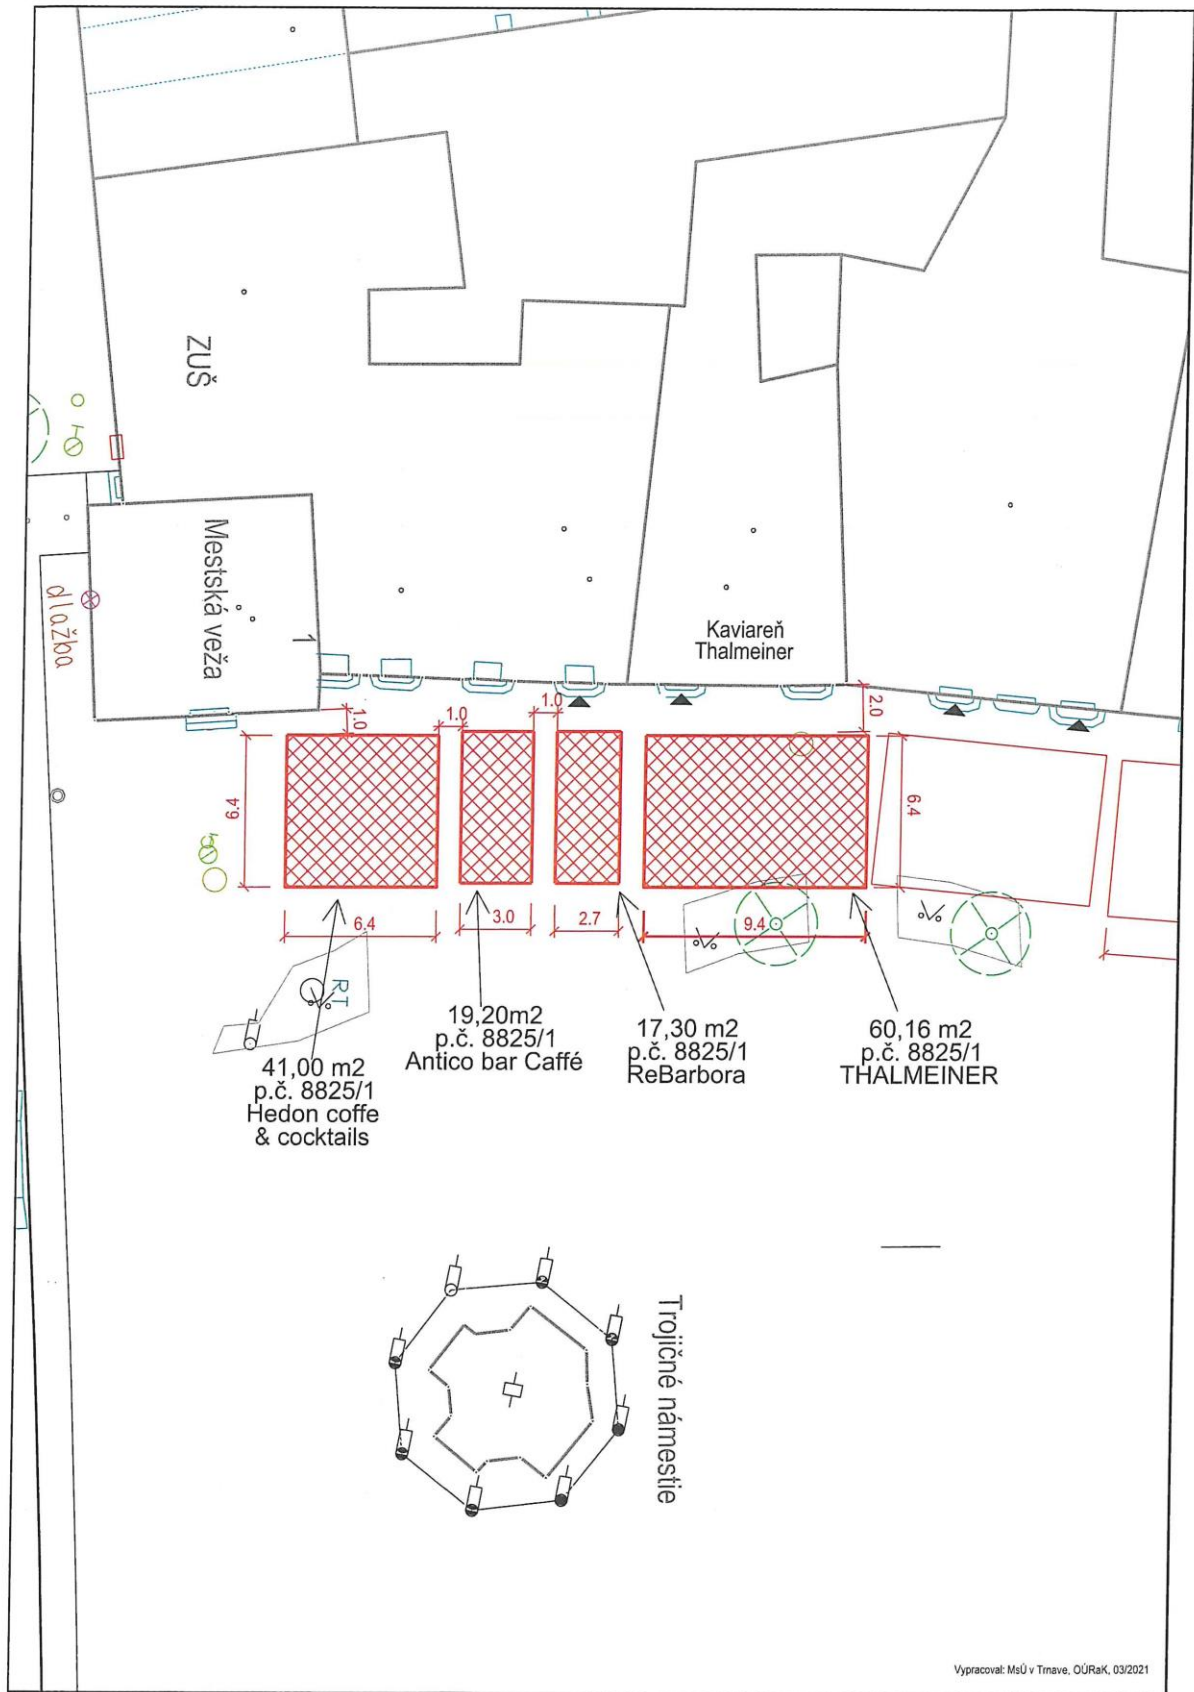 ZUŠ
Mestská veža
1
dlažba
Kaviareň
Thalmeiner
1.0
1.0
1.0
2.0
6.4
6.4
6.4
3.0
2.7
9.4
RT
41,00 m2
p.č. 8825/1
Hedon coffe
& cocktails
19,20m2
p.č. 8825/1
Antico bar Caffé
17,30 m2
p.č. 8825/1
ReBarbora
60,16 m2
p.č. 8825/1
THALMEINER
Trojičné námestie
Vypracoval: MsÚ v Trnave, OÚRaK, 03/2021